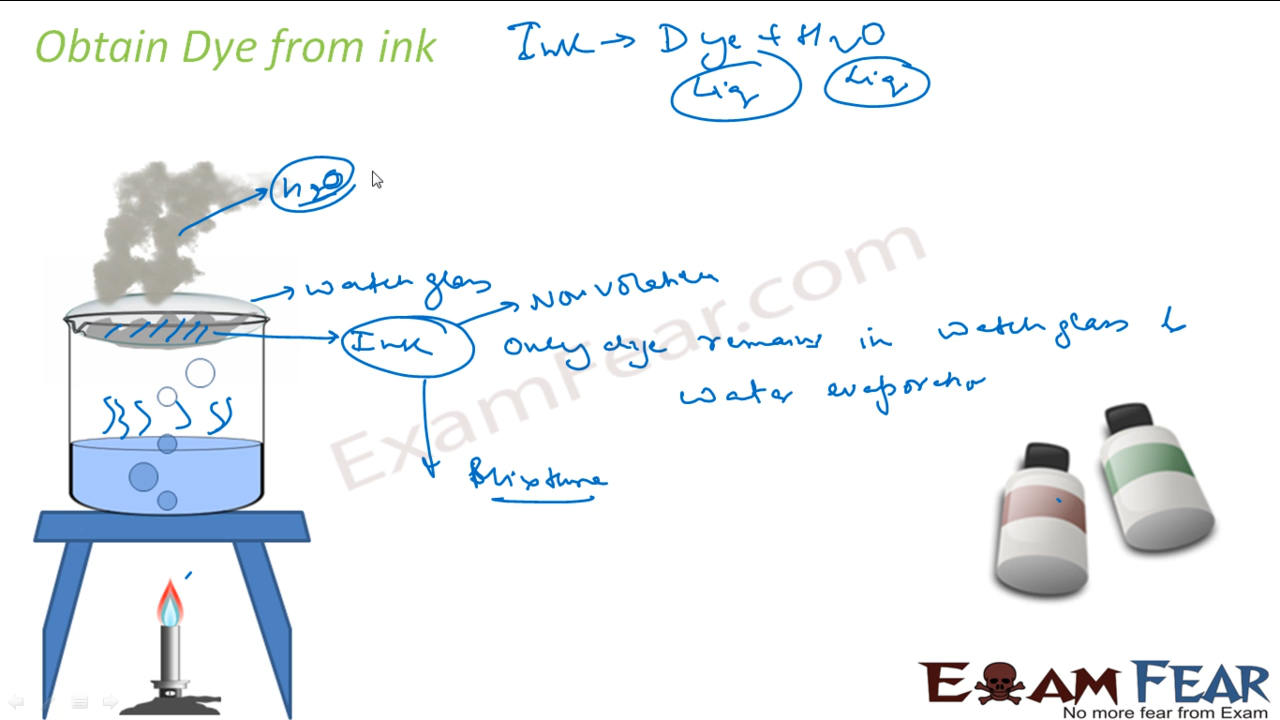 Obtain Dye from ink
Ink → Dye + H2O
Liq Liq
H2O
watch glass
Non volatile
Ink
Only dye remains in watch glass &
water evaporates
Mixture
ExamFear.com
EXAM FEAR
No more fear from Exam